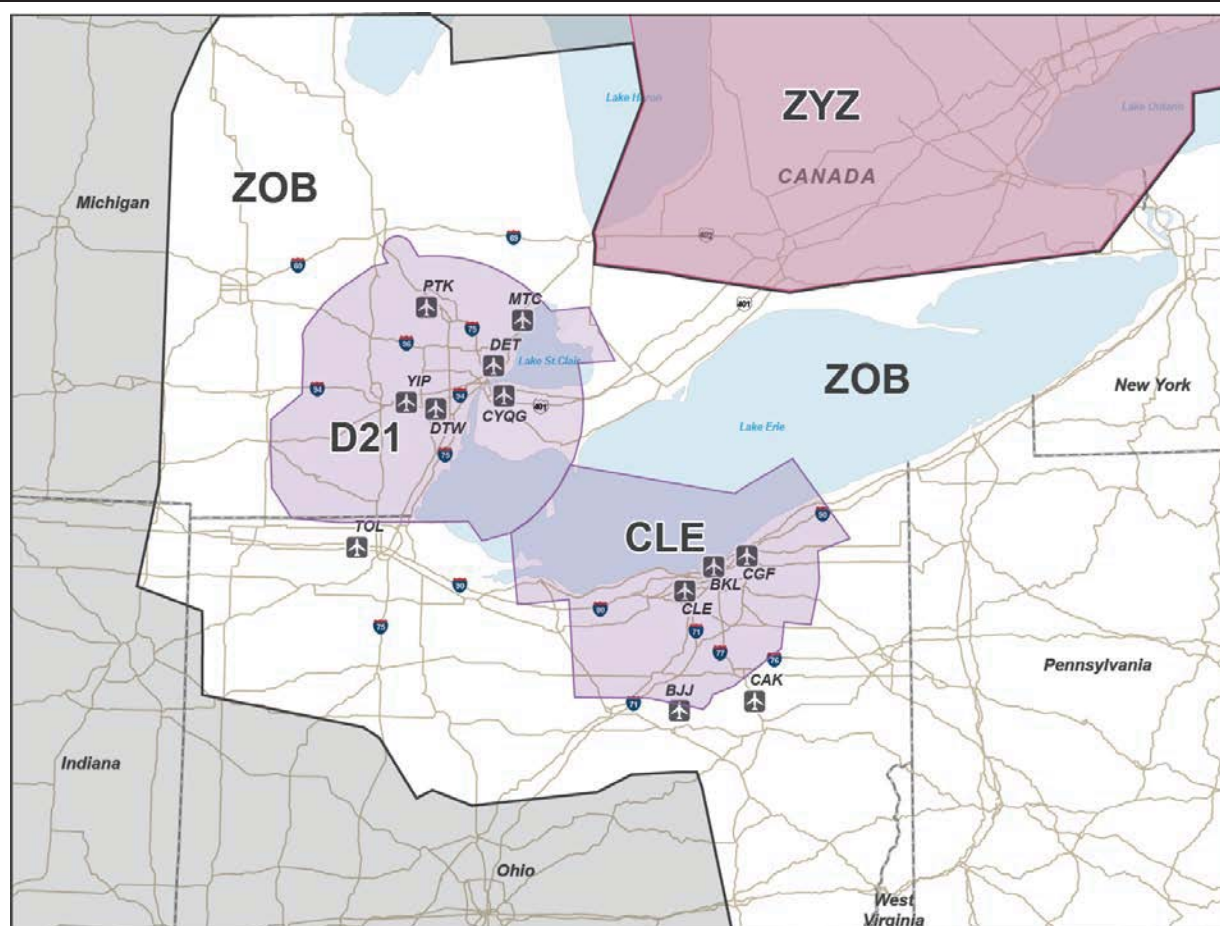 Lake Huron
ZYZ
Lake Ontario
CANADA
Michigan
ZOB
402
69
69
PTK
MTC
401
75
96
DET
Lake St Clair
ZOB
YIP
94
94
New York
CYQG
401
DTW
D21
Lake Erie
75
TOL
90
CLE
CGF
BKL
90
90
CLE
75
71
77
76
Pennsylvania
CAK
BJJ
71
Indiana
Ohio
West
Virginia